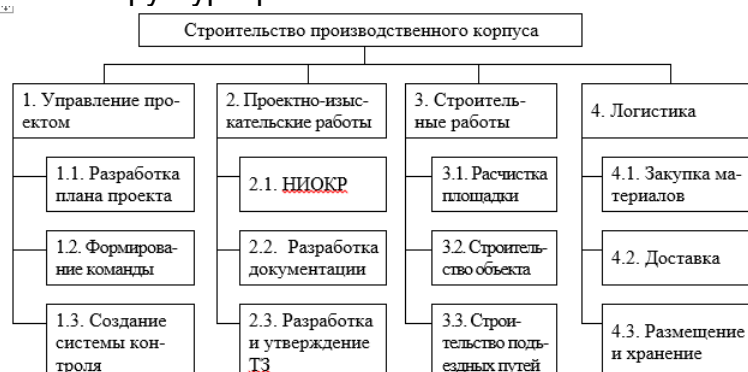 Строительство производственного корпуса
1. Управление про-
ектом
2. Проектно-изыс-
кательские работы
3. Строитель-
ные работы
4. Логистика
1.1. Разработка
плана проекта
2.1. НИОКР
3.1. Расчистка
площадки
4.1. Закупка ма-
териалов
1.2. Формирова-
ние команды
2.2. Разработка
документации
3.2. Строитель-
ство объекта
4.2. Доставка
1.3. Создание
системы кон-
троля
2.3. Разработка
и утверждение
ТЗ
3.3. Строи-
тельство подъ-
ездных путей
4.3. Размещение
и хранение